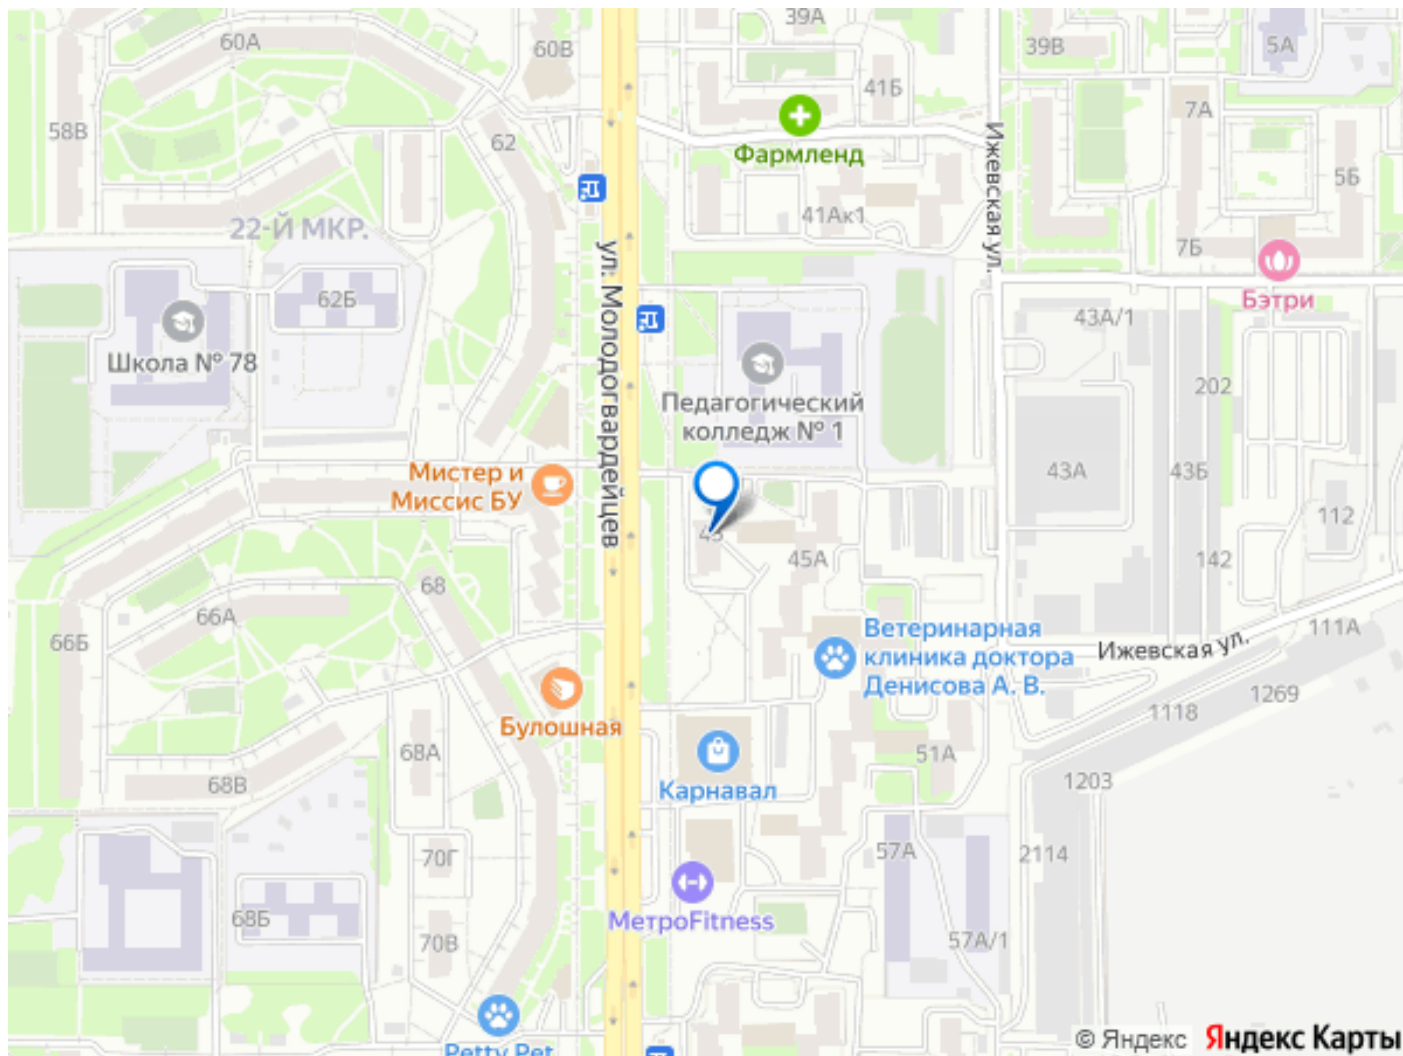 39А
60А
60В
39В
5А
41Б
58В
7А
62
Фармленд
Ижевская ул.
5Б
41Ак1
22-Й МКР.
7Б
ул. Молодогвардейцев
62Б
Бэтри
43А/1
Школа № 78
202
Педагогический
колледж № 1
Мистер и
Миссис БУ
43А
43Б
112
45
45А
142
68
66А
66Б
Ветеринарная
клиника доктора
Денисова А. В.
Ижевская ул.
111А
1269
1118
Булошная
68А
51А
68В
Карнавал
1203
70Г
57А
2114
68Б
МетроFitness
70В
57А/1
Petty Pet
© Яндекс Яндекс Карты